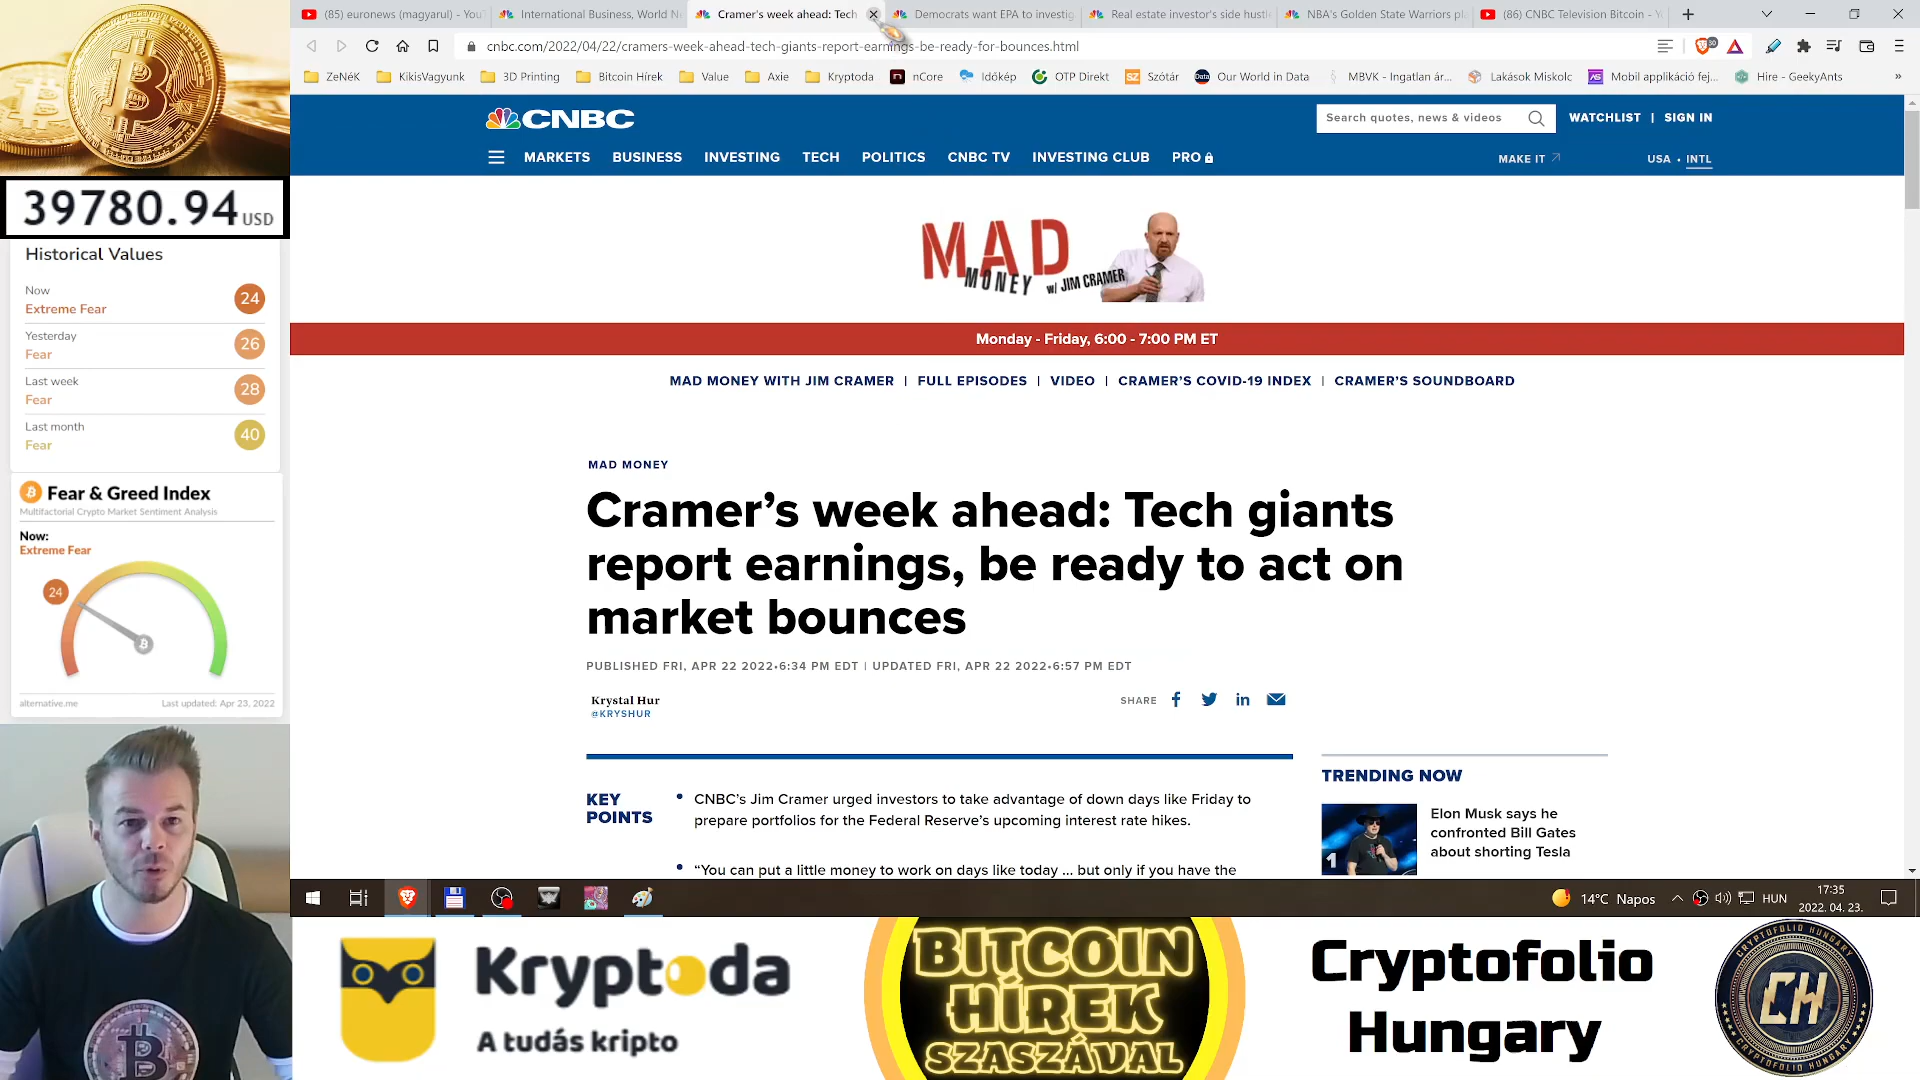 (85) euronews (magyarul) - YouT
International Business, World N
Cramer's week ahead: Tech
Democrats want EPA to investig
Real estate investor's side hustl
NBA's Golden State Warriors pl
(86) CNBC Television Bitcoin - Yo
cnbc.com/2022/04/22/cramers-week-ahead-tech-giants-report-earnings-be-ready-for-bounces.html
ZeNéK
KikisVagyunk
3D Printing
Bitcoin Hírek
Value
Axie
Kryptoda
nCore
Időkép
OTP Direkt
SZ Szótár
Our World in Data
MBVK - Ingatlan ár...
Lakások Miskolc
Mobil applikáció fej...
Hire - GeekyAnts
CNBC
Search quotes, news & videos
WATCHLIST | SIGN IN
MARKETS BUSINESS INVESTING TECH POLITICS CNBC TV INVESTING CLUB PRO
MAKE IT
USA • INTL
MAD
MONEY W/ JIM CRAMER
Monday - Friday, 6:00 - 7:00 PM ET
MAD MONEY WITH JIM CRAMER | FULL EPISODES | VIDEO | CRAMER'S COVID-19 INDEX | CRAMER'S SOUNDBOARD
MAD MONEY
Cramer's week ahead: Tech giants
report earnings, be ready to act on
market bounces
PUBLISHED FRI, APR 22 2022•6:34 PM EDT | UPDATED FRI, APR 22 2022•6:57 PM EDT
Krystal Hur
@KRYSHUR
SHARE
KEY
POINTS
• CNBC's Jim Cramer urged investors to take advantage of down days like Friday to
prepare portfolios for the Federal Reserve's upcoming interest rate hikes.
• “You can put a little money to work on days like today ... but only if you have the
TRENDING NOW
1
Elon Musk says he
confronted Bill Gates
about shorting Tesla
39780.94 USD
Historical Values
Now
Extreme Fear
24
Yesterday
Fear
26
Last week
Fear
28
Last month
Fear
40
Fear & Greed Index
Multifactorial Crypto Market Sentiment Analysis
Now:
Extreme Fear
24
alternative.me
Last updated: Apr 23, 2022
14°C Napos
HUN
17:35
2022. 04. 23.
Kryptoda
A tudás kripto
BITCOIN
HÍREK
SZASZÁVAL
Cryptofolio
Hungary
CRYPTOFOLIO HUNGARY
CH
CRYPTOFOLIO HUNGARY